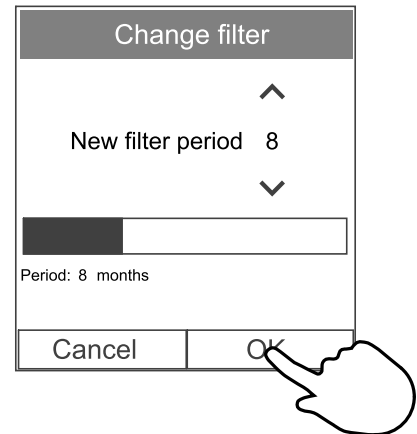 Change filter
New filter period 8
Period: 8 months
Cancel OK